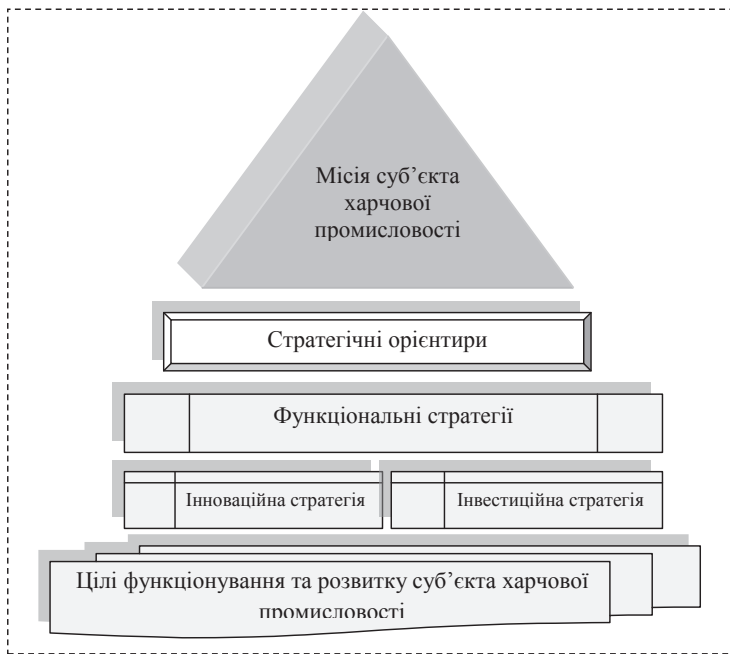 Місія суб’єкта
харчової
промисловості
Стратегічні орієнтири
Функціональні стратегії
Інноваційна стратегія
Інвестиційна стратегія
Цілі функціонування та розвитку суб’єкта харчової
промисловості